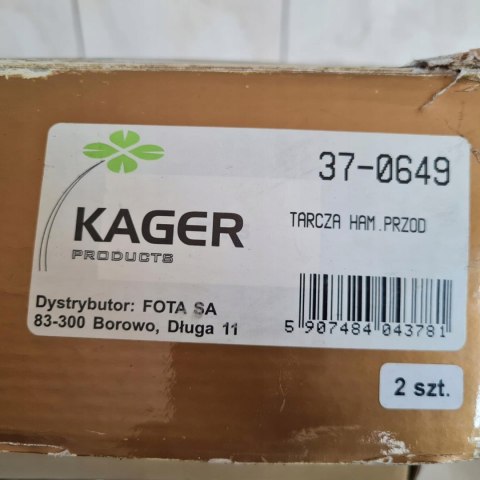 37-0649
KAGER
PRODUCTS
TARCZA HAM.PRZOD
Dystrybutor: FOTA SA
83-300 Borowo, Długa 11
5 907484 043781
2 szt.